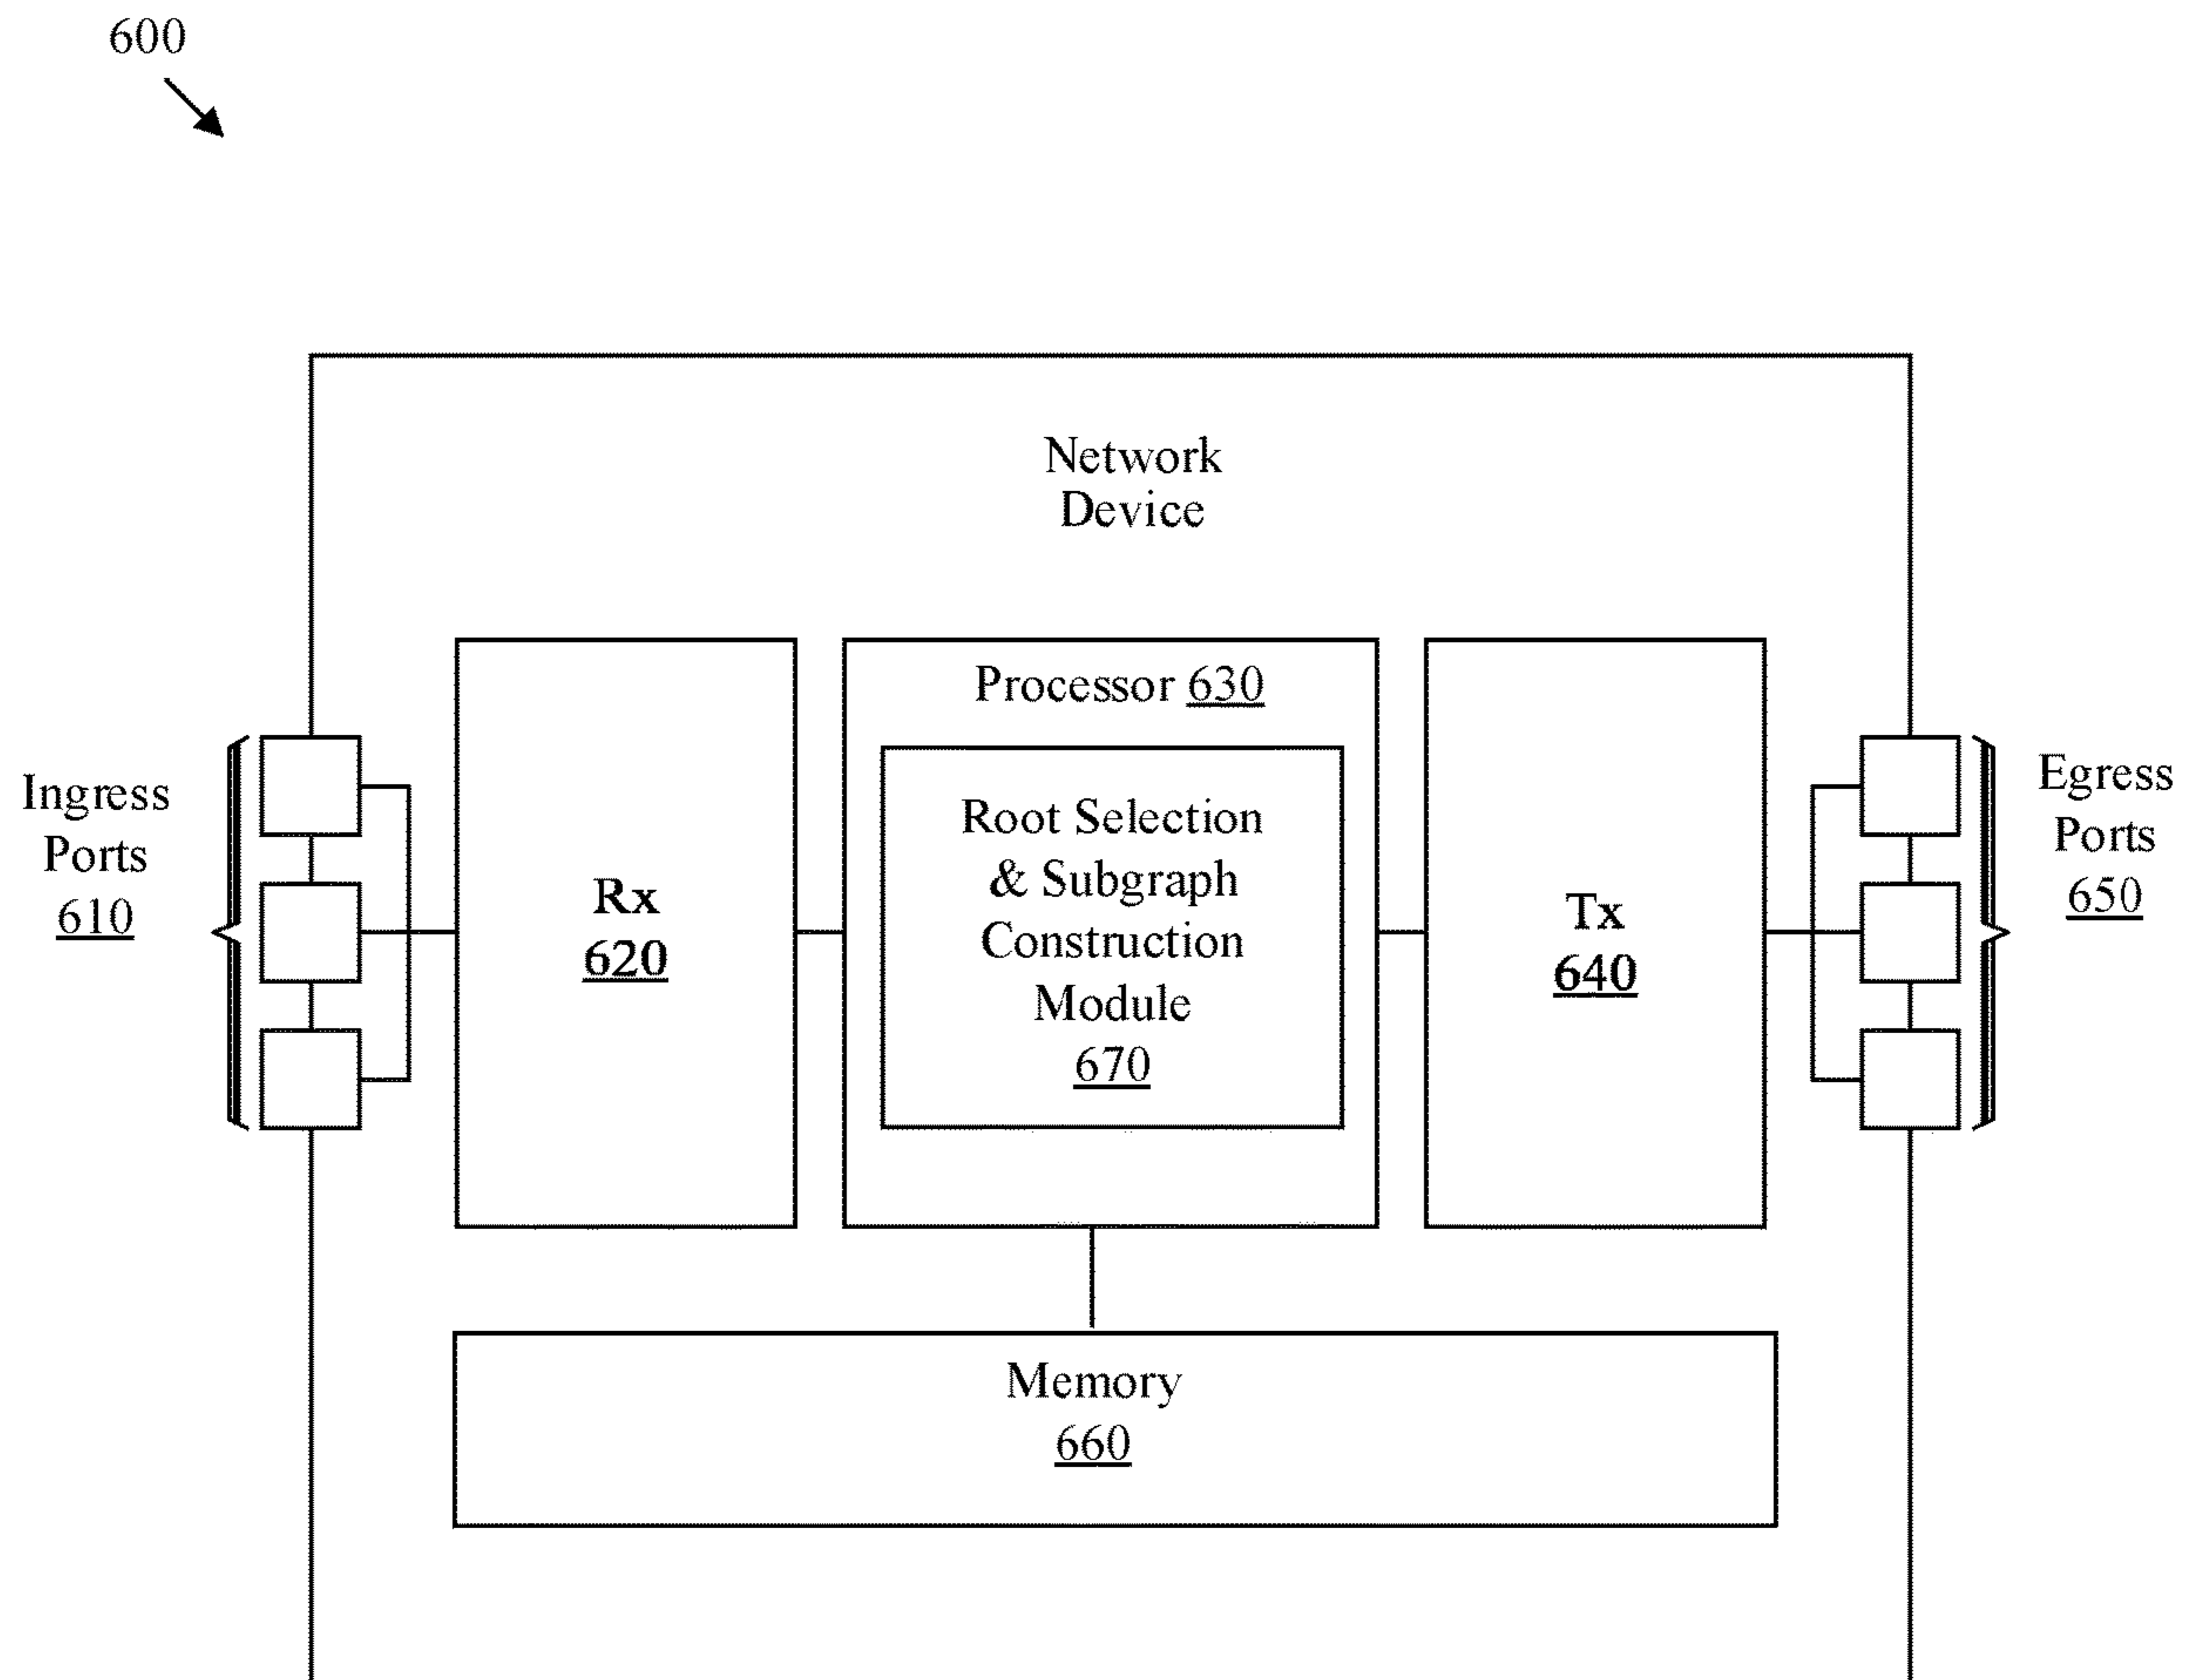 600
Network
Device
Ingress
Ports
610
Rx
620
Processor 630
Root Selection
& Subgraph
Construction
Module
670
Tx
640
Egress
Ports
650
Memory
660